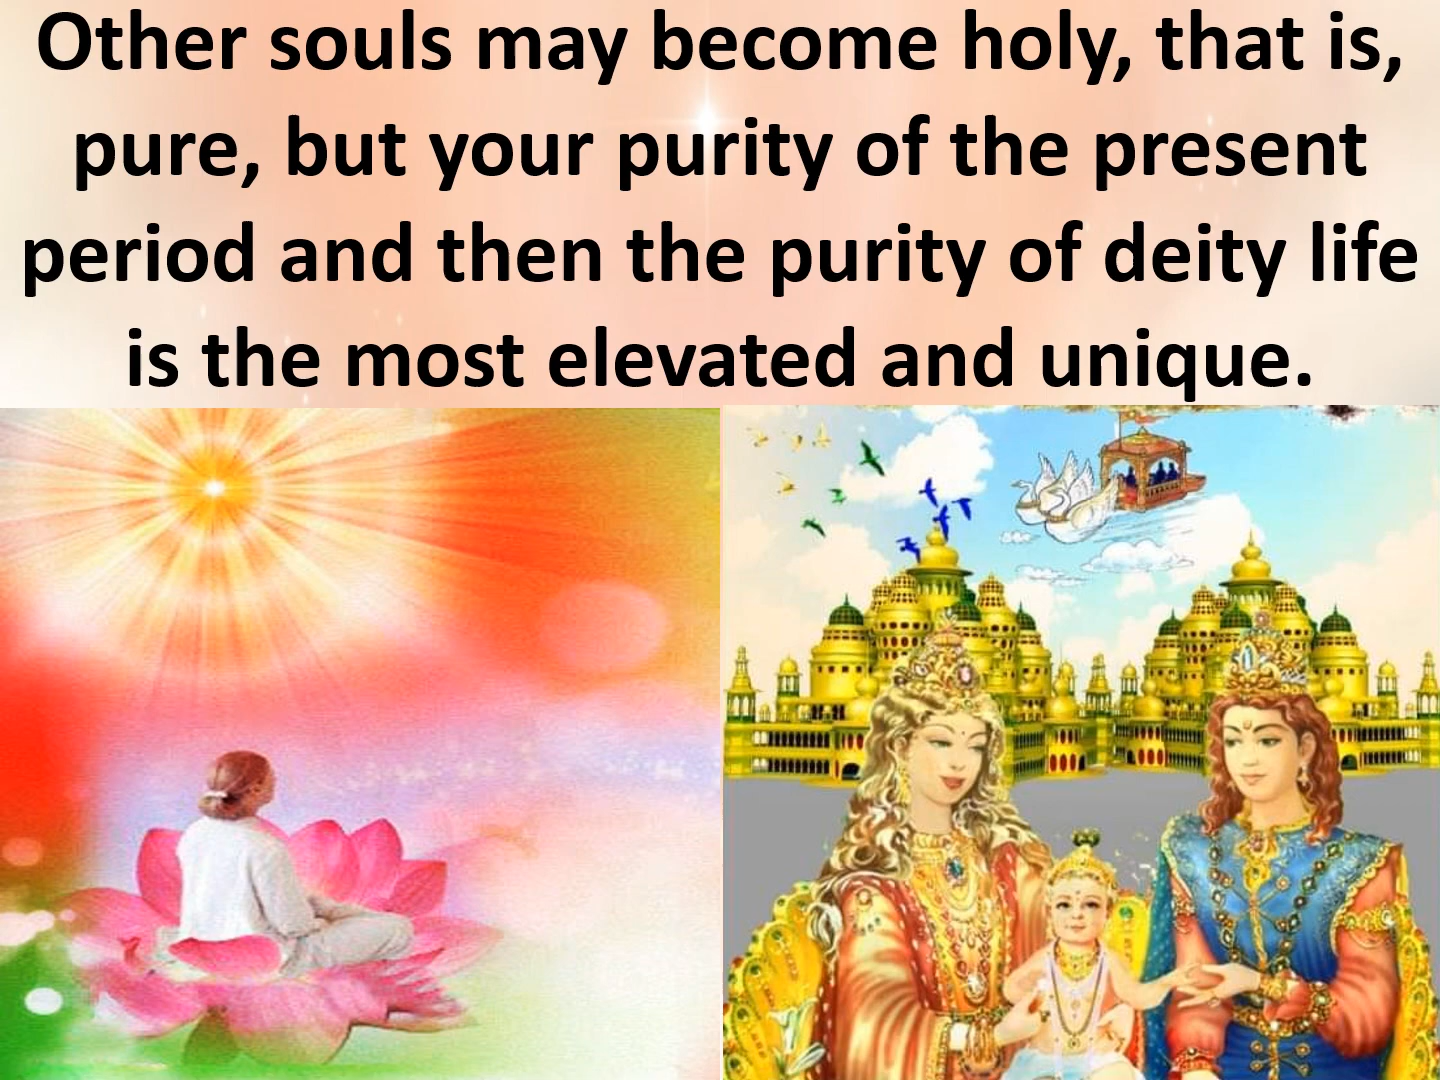 Other souls may become holy, that is,
pure, but your purity of the present
period and then the purity of deity life
is the most elevated and unique.